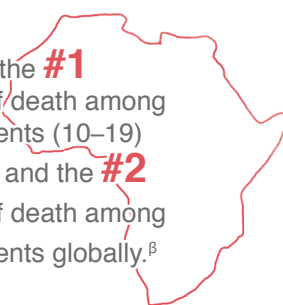 the #1
f death among
ents (10–19)
and the #2
f death among
ents globally.ᵝ